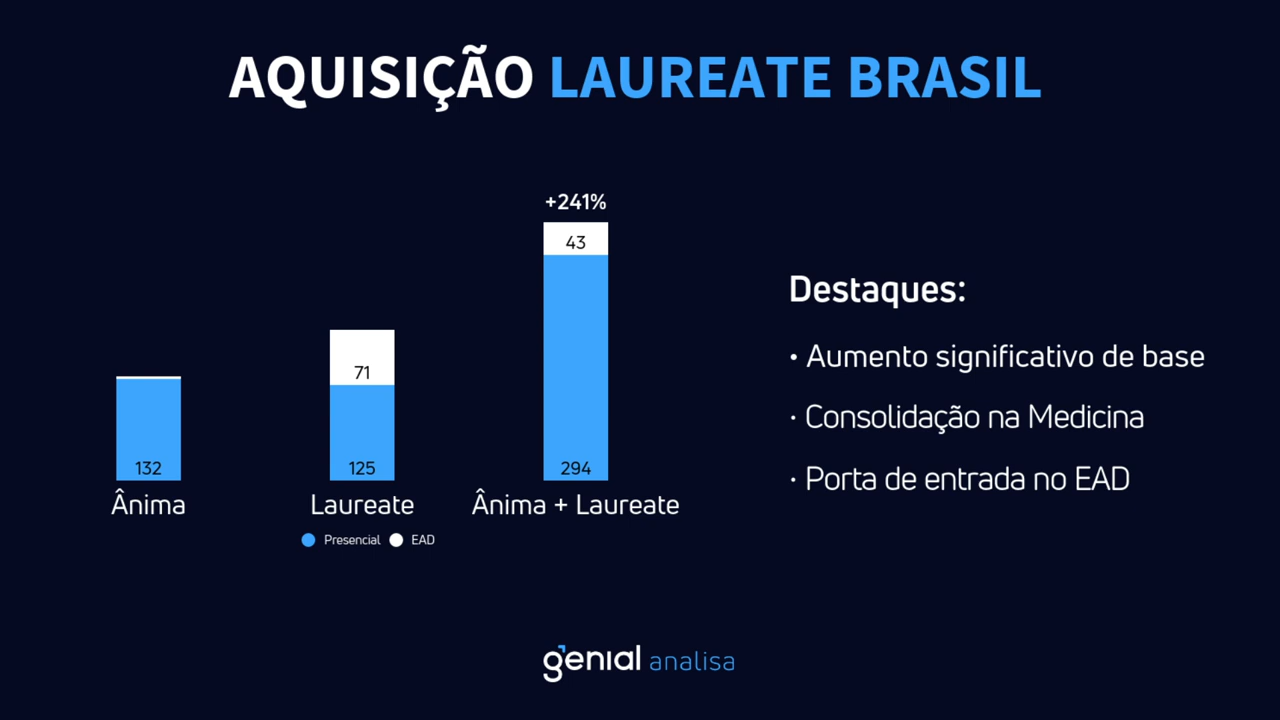 AQUISIÇÃO LAUREATE BRASIL
+241%
43
71
132
125
294
Ânima
Laureate
Ânima + Laureate
Presencial
EAD
Destaques:
• Aumento significativo de base
• Consolidação na Medicina
• Porta de entrada no EAD
genial analisa